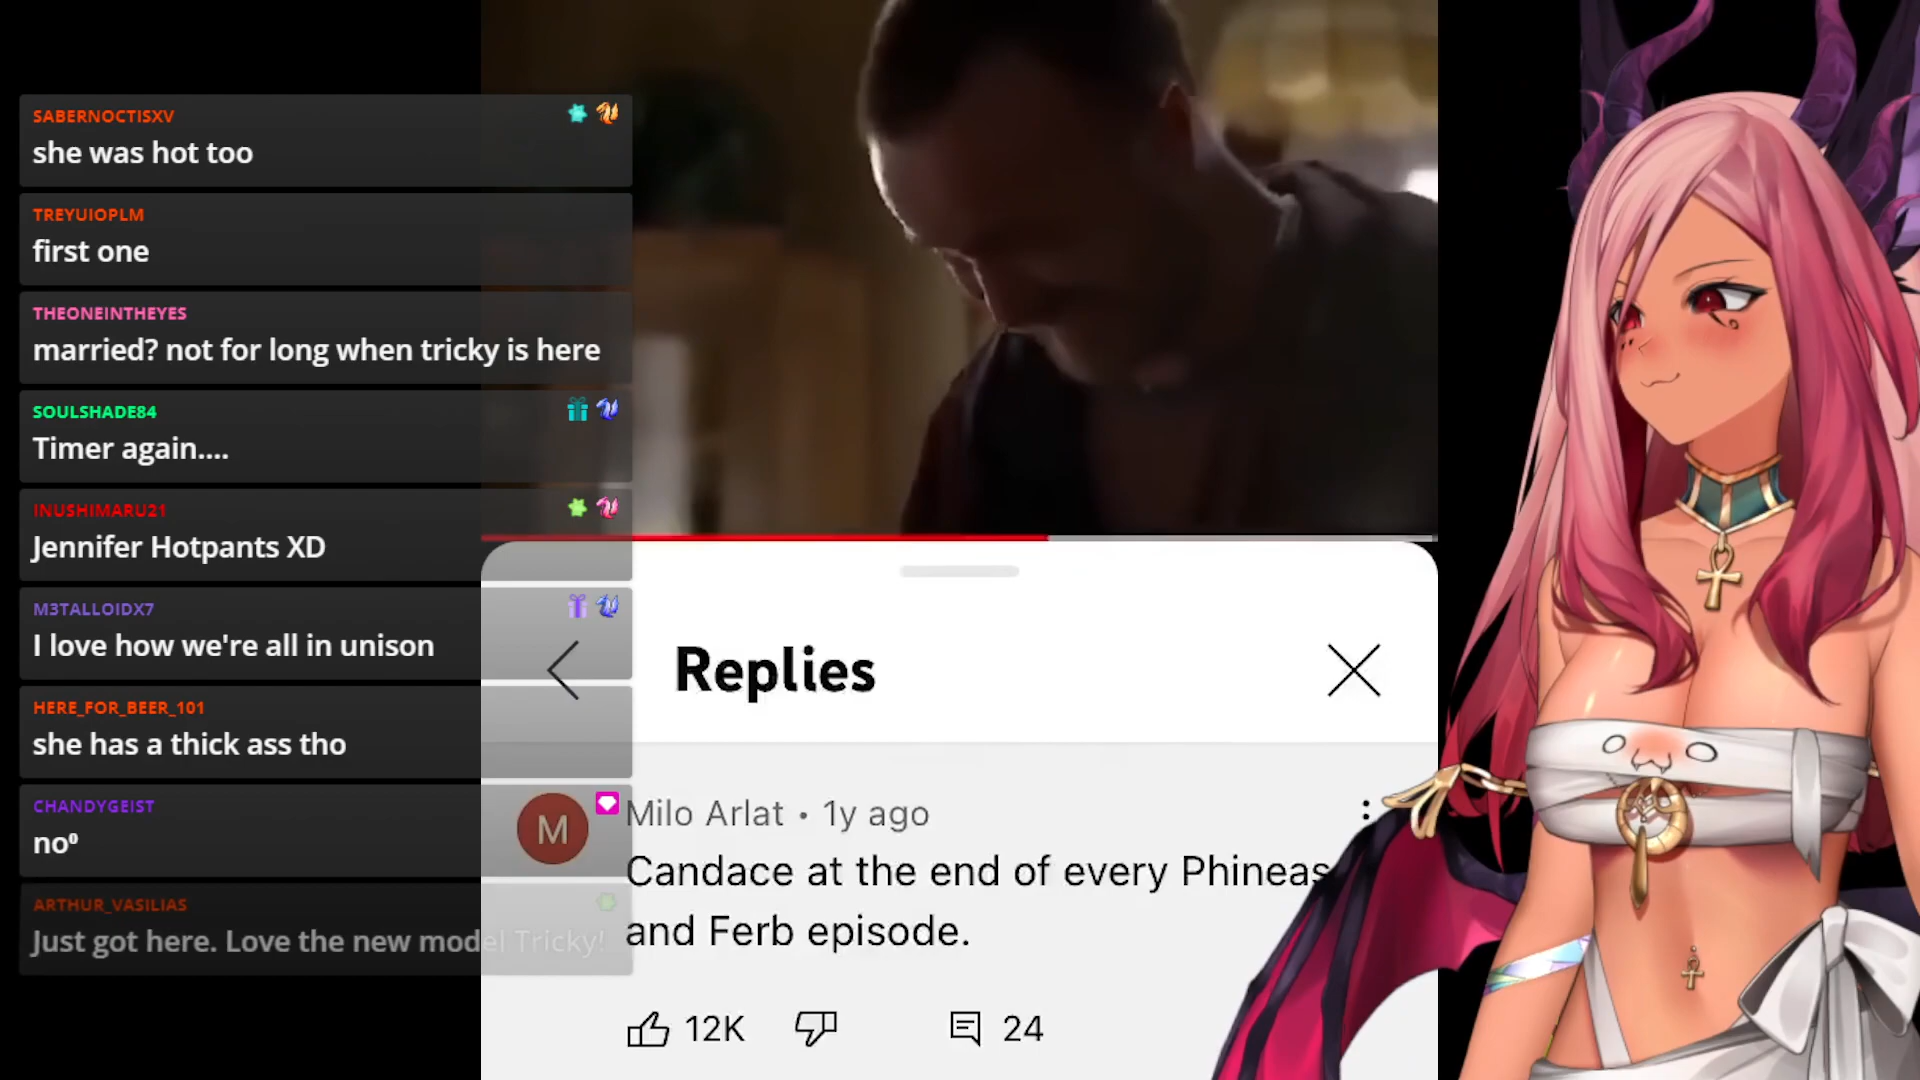 SABERNOCTISXV
she was hot too
TREYUIOPLM
first one
THEONEINTHEYES
married? not for long when tricky is here
SOULSHADE84
Timer again....
INUSHIMARU21
Jennifer Hotpants XD
M3TALLOIDX7
I love how we're all in unison
HERE_FOR_BEER_101
she has a thick ass tho
CHANDYGEIST
no⁰
ARTHUR_VASILIAS
Just got here. Love the new model Tricky!
Replies
M
Milo Arlat • 1y ago
Candace at the end of every Phineas
and Ferb episode.
12K
24